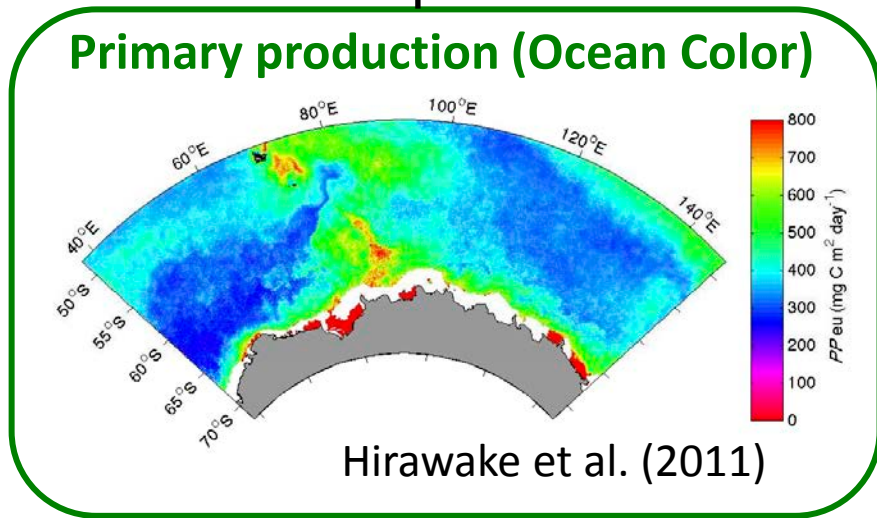 Primary production (Ocean Color)
40°E
60°E
80°E
100°E
120°E
140°E
50°S
55°S
60°S
65°S
70°S
800
700
600
500
400
300
200
100
0
PP eu (mg C m² day⁻¹)
Hirawake et al. (2011)